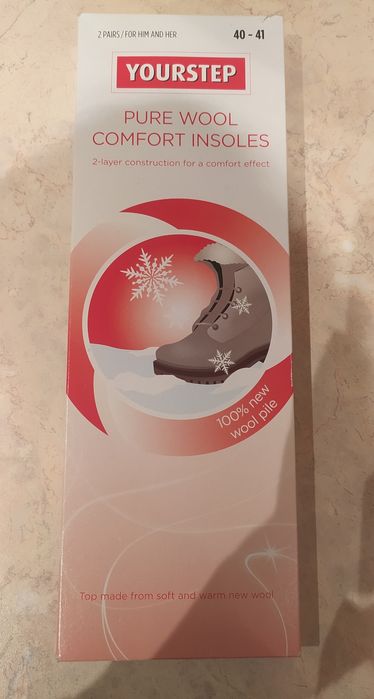 2 PAIRS / FOR HIM AND HER
40 - 41
YOURSTEP
PURE WOOL
COMFORT INSOLES
2-layer construction for a comfort effect
100% new
wool pile
Top made from soft and warm new wool